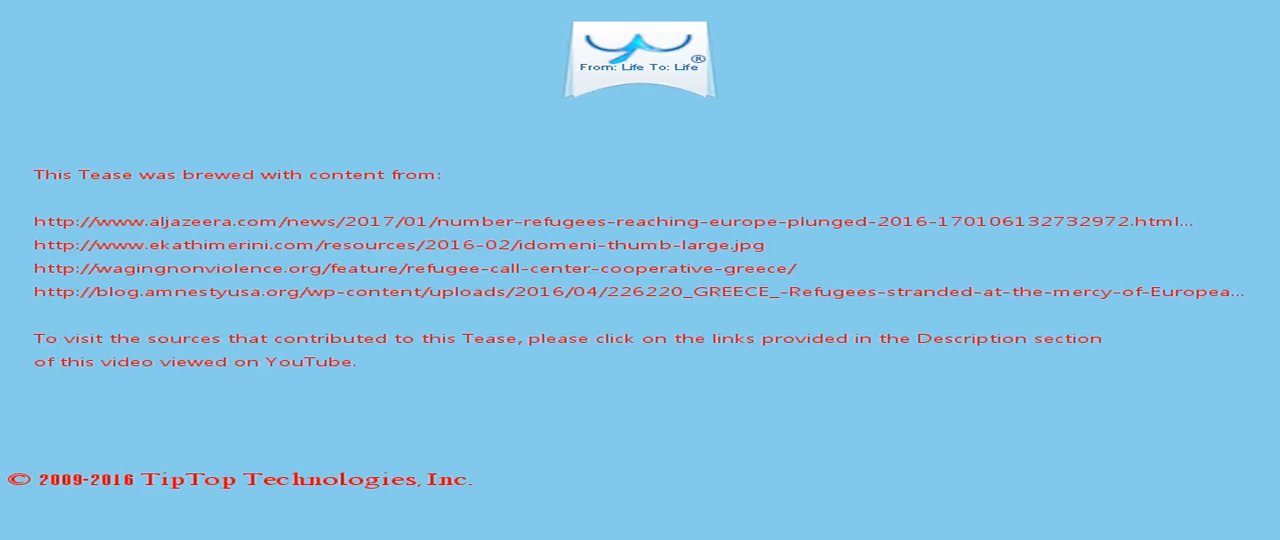 From: Life To: Life ®
This Tease was brewed with content from:
http://www.aljazeera.com/news/2017/01/number-refugees-reaching-europe-plunged-2016-170106132732972.html...
http://www.ekathimerini.com/resources/2016-02/idomeni-thumb-large.jpg
http://wagingnonviolence.org/feature/refugee-call-center-cooperative-greece/
http://blog.amnestyusa.org/wp-content/uploads/2016/04/226220_GREECE_-Refugees-stranded-at-the-mercy-of-Europea...
To visit the sources that contributed to this Tease, please click on the links provided in the Description section
of this video viewed on YouTube.
© 2009-2016 TipTop Technologies, Inc.